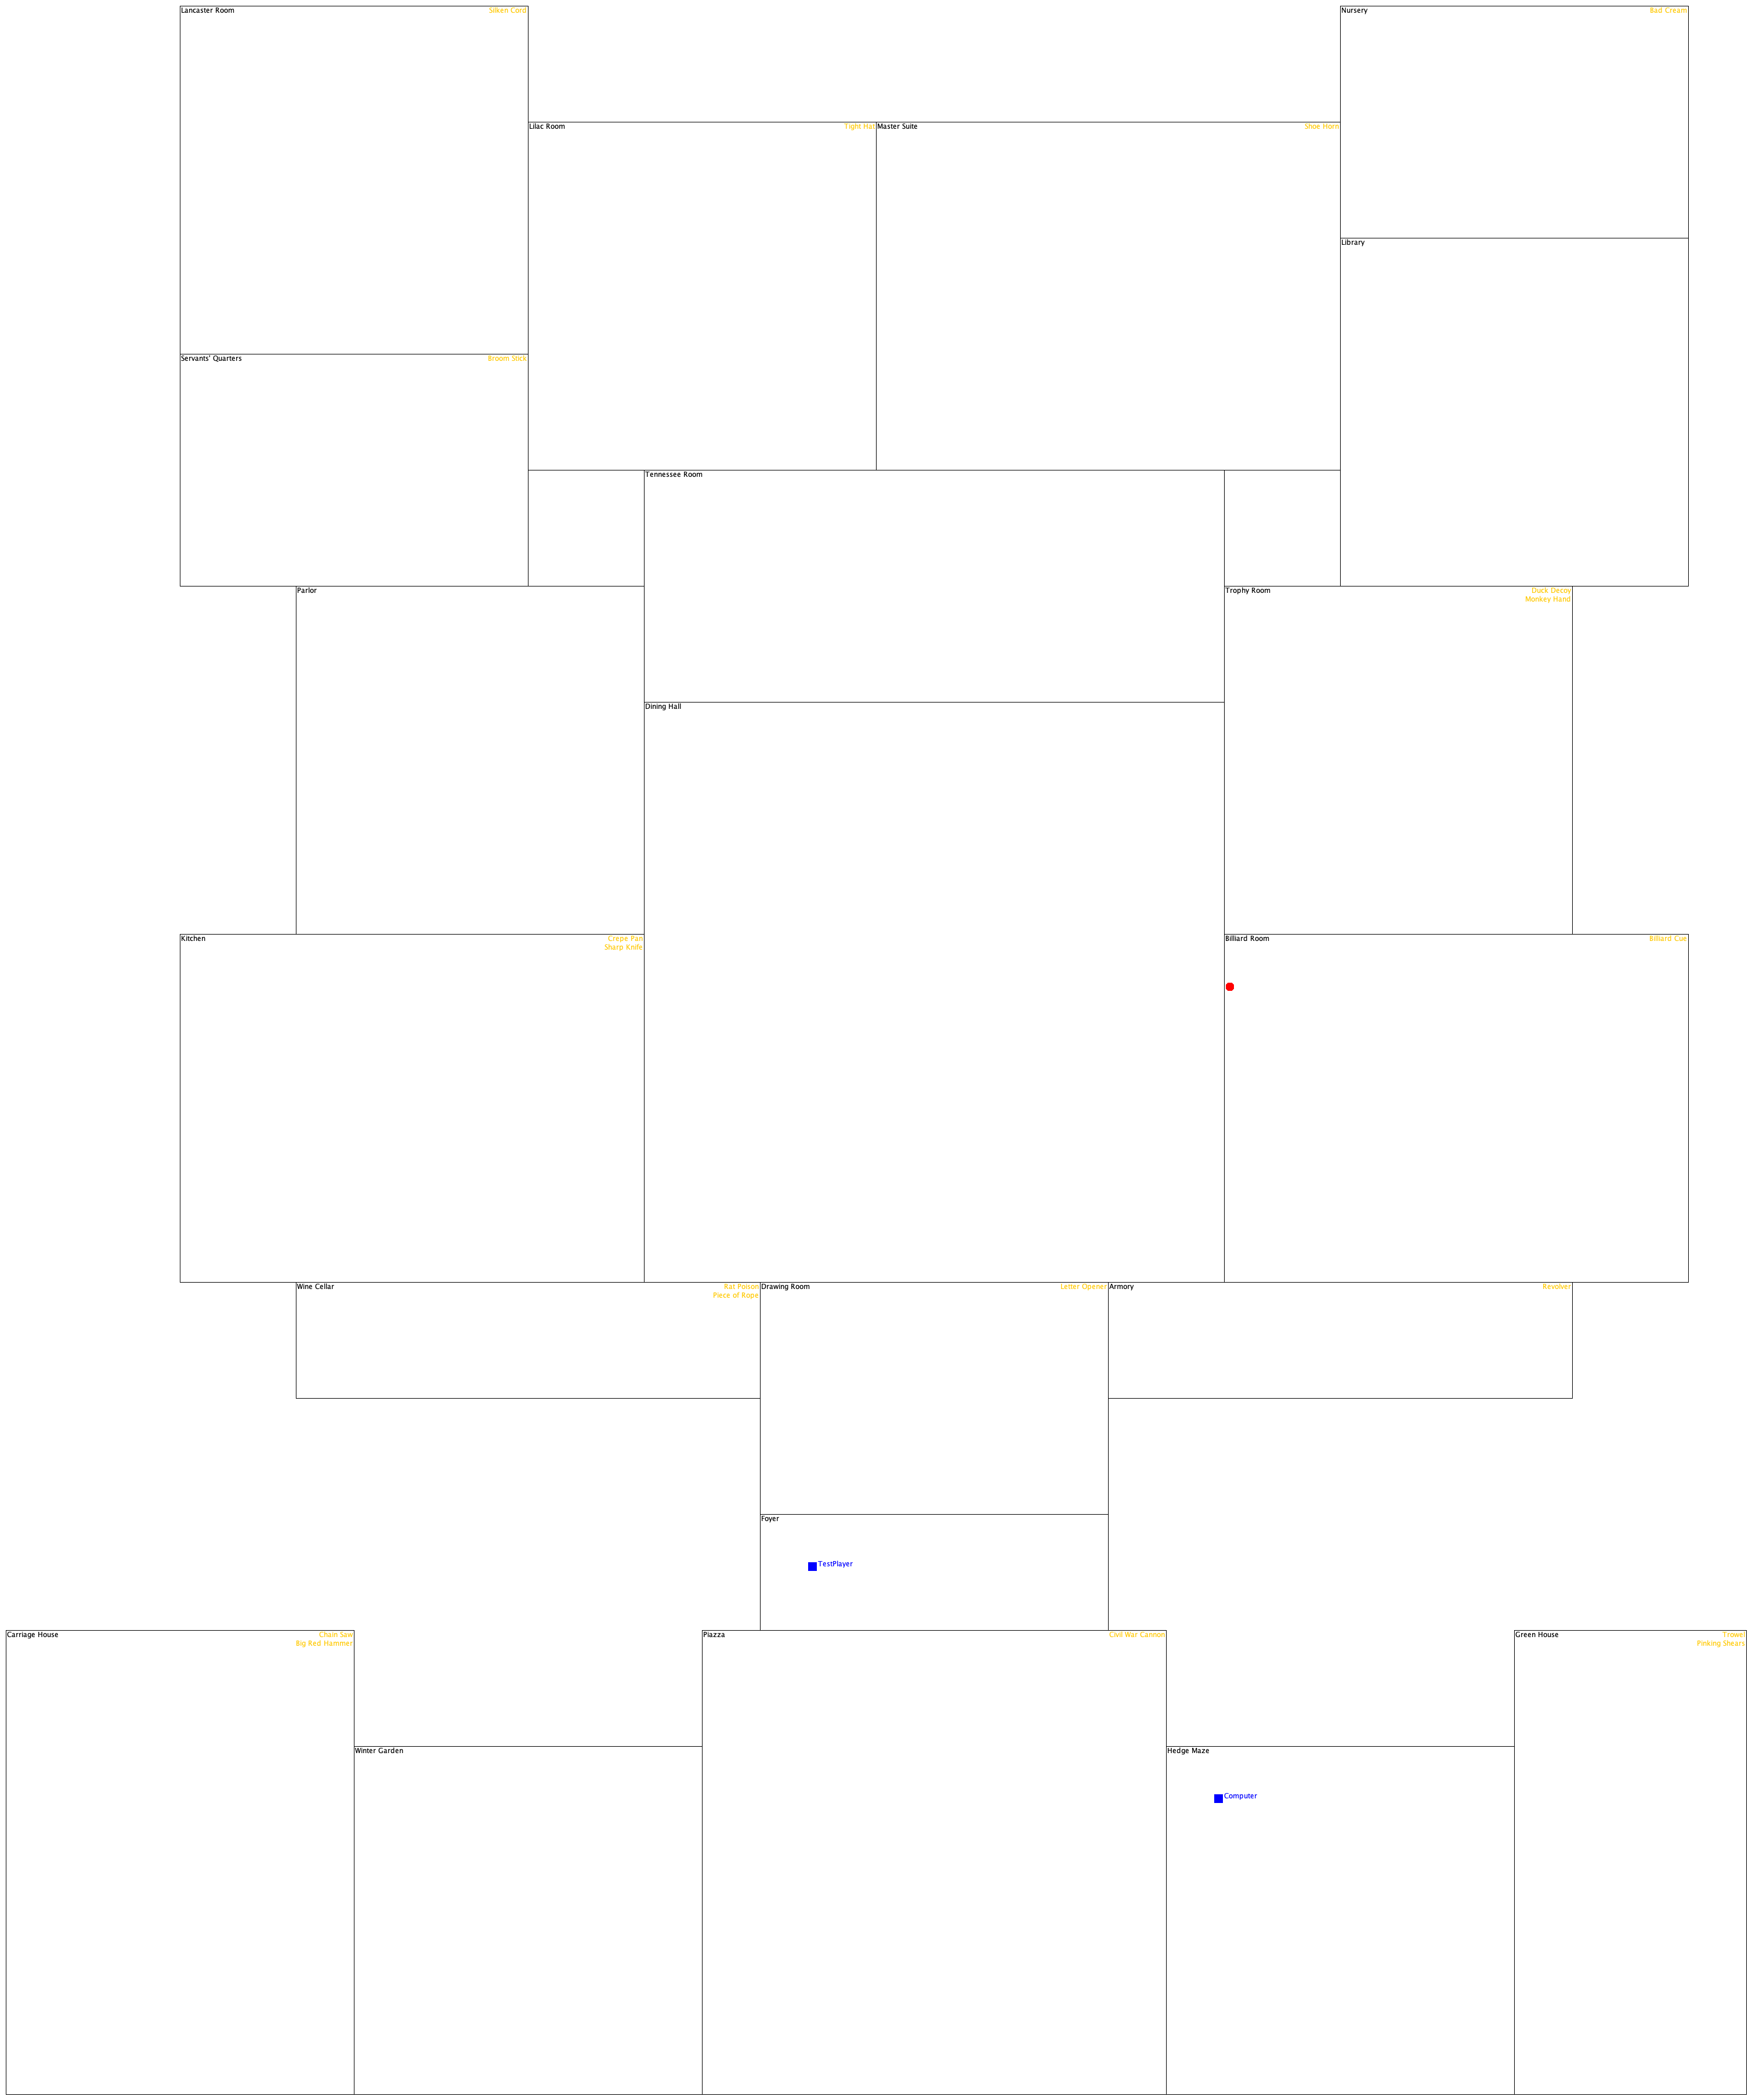 Lancaster Room
Silken Cord
Nursery
Bad Cream
Lilac Room
Tight Hat
Master Suite
Shoe Horn
Library
Servants' Quarters
Broom Stick
Tennessee Room
Parlor
Trophy Room
Duck Decoy
Monkey Hand
Dining Hall
Kitchen
Crepe Pan
Sharp Knife
Billiard Room
Billiard Cue
Wine Cellar
Rat Poison
Piece of Rope
Drawing Room
Letter Opener
Armory
Revolver
Foyer
TestPlayer
Carriage House
Chain Saw
Big Red Hammer
Piazza
Civil War Cannon
Green House
Trowel
Pinking Shears
Winter Garden
Hedge Maze
Computer